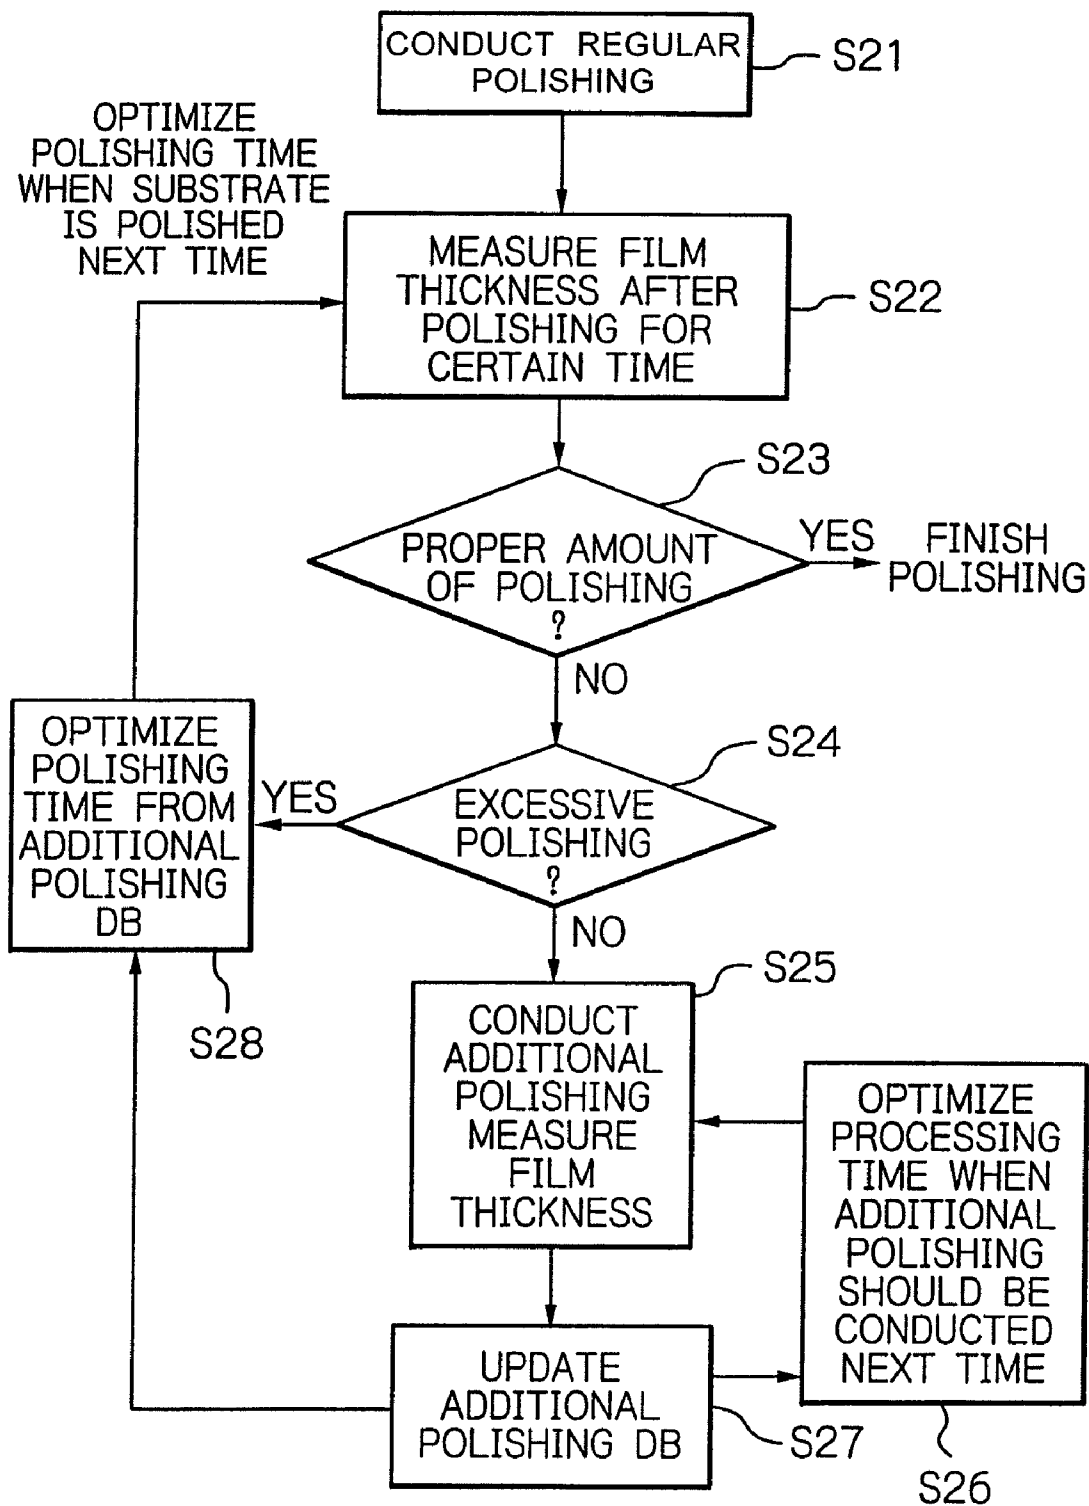 CONDUCT REGULAR
POLISHING
S21
OPTIMIZE
POLISHING TIME
WHEN SUBSTRATE
IS POLISHED
NEXT TIME
MEASURE FILM
THICKNESS AFTER
POLISHING FOR
CERTAIN TIME
S22
S23
PROPER AMOUNT
OF POLISHING
?
YES
FINISH
POLISHING
NO
S24
EXCESSIVE
POLISHING
?
YES
OPTIMIZE
POLISHING
TIME FROM
ADDITIONAL
POLISHING
DB
S28
NO
S25
CONDUCT
ADDITIONAL
POLISHING
MEASURE
FILM
THICKNESS
OPTIMIZE
PROCESSING
TIME WHEN
ADDITIONAL
POLISHING
SHOULD BE
CONDUCTED
NEXT TIME
S26
UPDATE
ADDITIONAL
POLISHING DB
S27